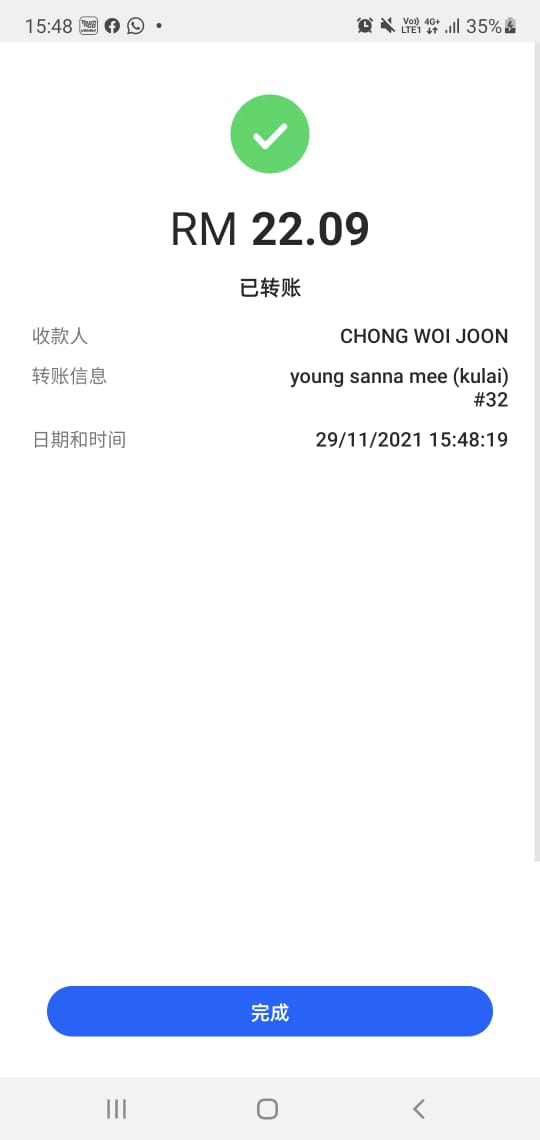 15:48 Voi) 4G+ LTE1 35%
RM 22.09
已转账
收款人 CHONG WOI JOON
转账信息 young sanna mee (kulai)
#32
日期和时间 29/11/2021 15:48:19
完成